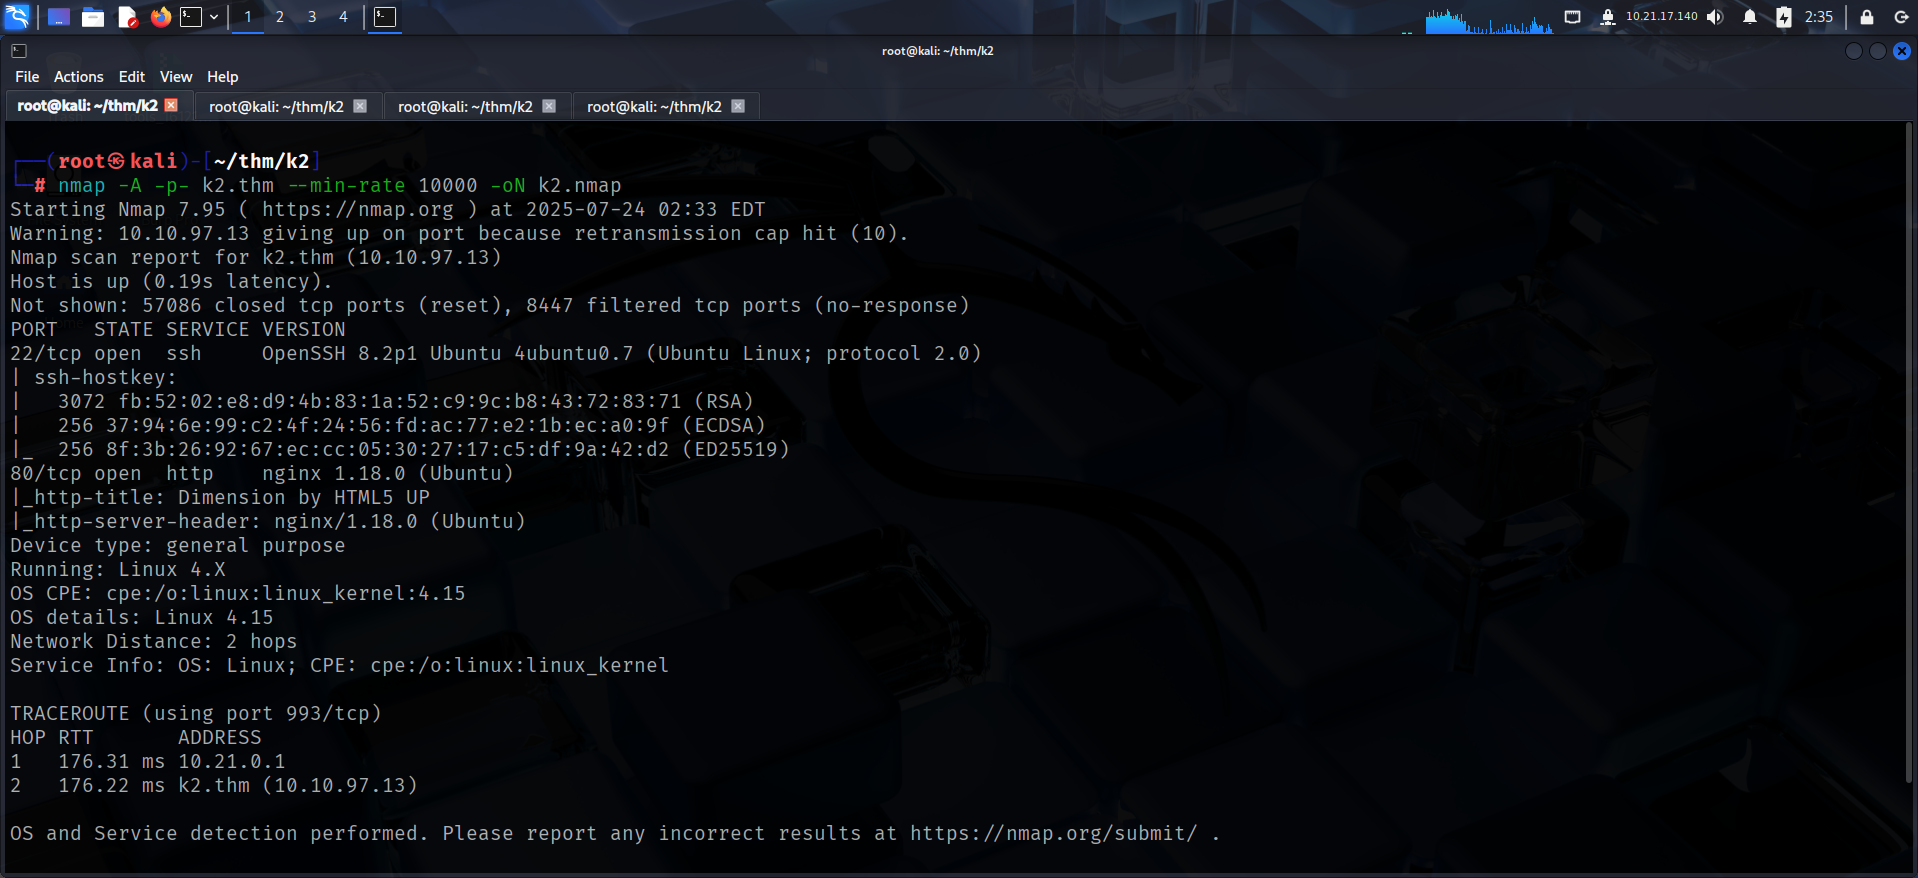 1 2 3 4 10.21.17.140 2:35
root@kali: ~/thm/k2
File Actions Edit View Help
root@kali: ~/thm/k2 root@kali: ~/thm/k2 root@kali: ~/thm/k2 root@kali: ~/thm/k2
┌──(root㉿kali)-[~/thm/k2]
└─# nmap -A -p- k2.thm --min-rate 10000 -oN k2.nmap
Starting Nmap 7.95 ( https://nmap.org ) at 2025-07-24 02:33 EDT
Warning: 10.10.97.13 giving up on port because retransmission cap hit (10).
Nmap scan report for k2.thm (10.10.97.13)
Host is up (0.19s latency).
Not shown: 57086 closed tcp ports (reset), 8447 filtered tcp ports (no-response)
PORT   STATE SERVICE VERSION
22/tcp open  ssh     OpenSSH 8.2p1 Ubuntu 4ubuntu0.7 (Ubuntu Linux; protocol 2.0)
| ssh-hostkey:
|   3072 fb:52:02:e8:d9:4b:83:1a:52:c9:9c:b8:43:72:83:71 (RSA)
|   256 37:94:6e:99:c2:4f:24:56:fd:ac:77:e2:1b:ec:a0:9f (ECDSA)
|_  256 8f:3b:26:92:67:ec:cc:05:30:27:17:c5:df:9a:42:d2 (ED25519)
80/tcp open  http    nginx 1.18.0 (Ubuntu)
|_http-title: Dimension by HTML5 UP
|_http-server-header: nginx/1.18.0 (Ubuntu)
Device type: general purpose
Running: Linux 4.X
OS CPE: cpe:/o:linux:linux_kernel:4.15
OS details: Linux 4.15
Network Distance: 2 hops
Service Info: OS: Linux; CPE: cpe:/o:linux:linux_kernel
TRACEROUTE (using port 993/tcp)
HOP RTT       ADDRESS
1   176.31 ms 10.21.0.1
2   176.22 ms k2.thm (10.10.97.13)
OS and Service detection performed. Please report any incorrect results at https://nmap.org/submit/ .